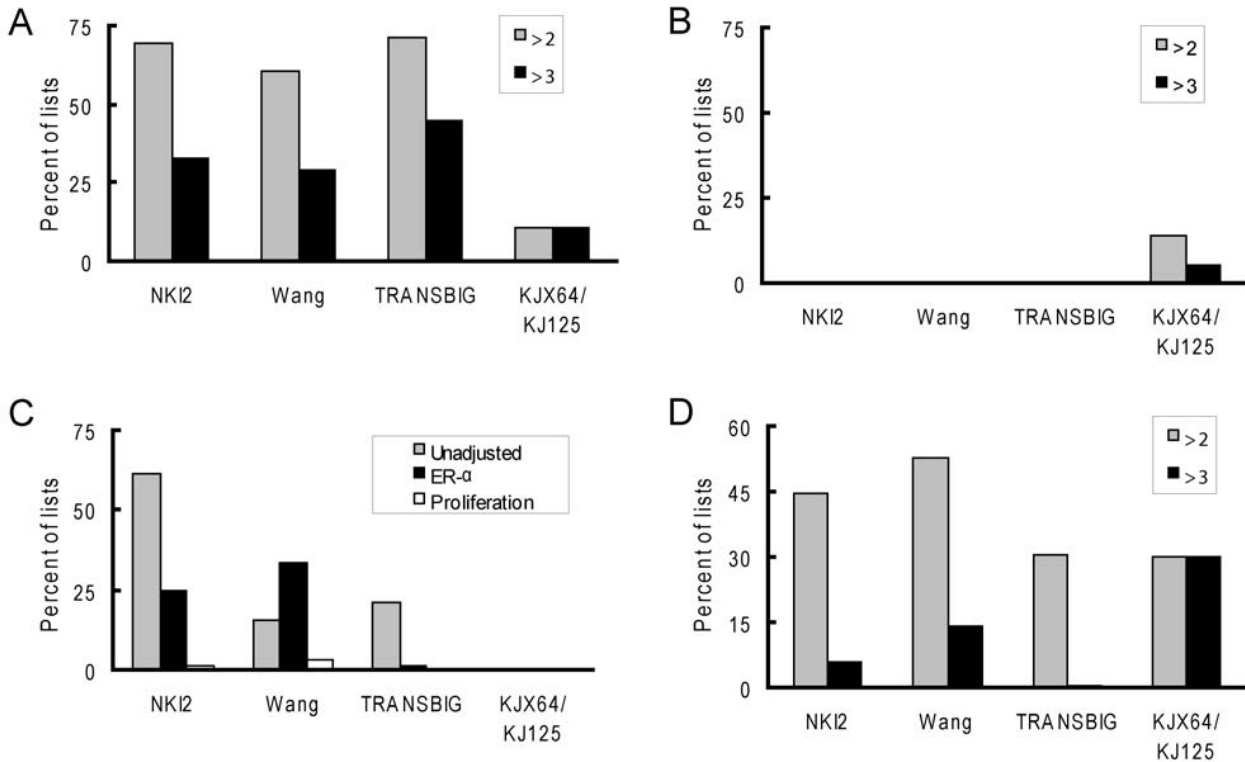 A
Percent of lists
75
50
25
0
>2
>3
NKI2
Wang
TRANSBIG
KJX64/
KJ125
B
Percent of lists
75
50
25
0
>2
>3
NKI2
Wang
TRANSBIG
KJX64/
KJ125
C
Percent of lists
75
50
25
0
Unadjusted
ER-α
Proliferation
NKI2
Wang
TRANSBIG
KJX64/
KJ125
D
Percent of lists
60
45
30
15
0
>2
>3
NKI2
Wang
TRANSBIG
KJX64/
KJ125